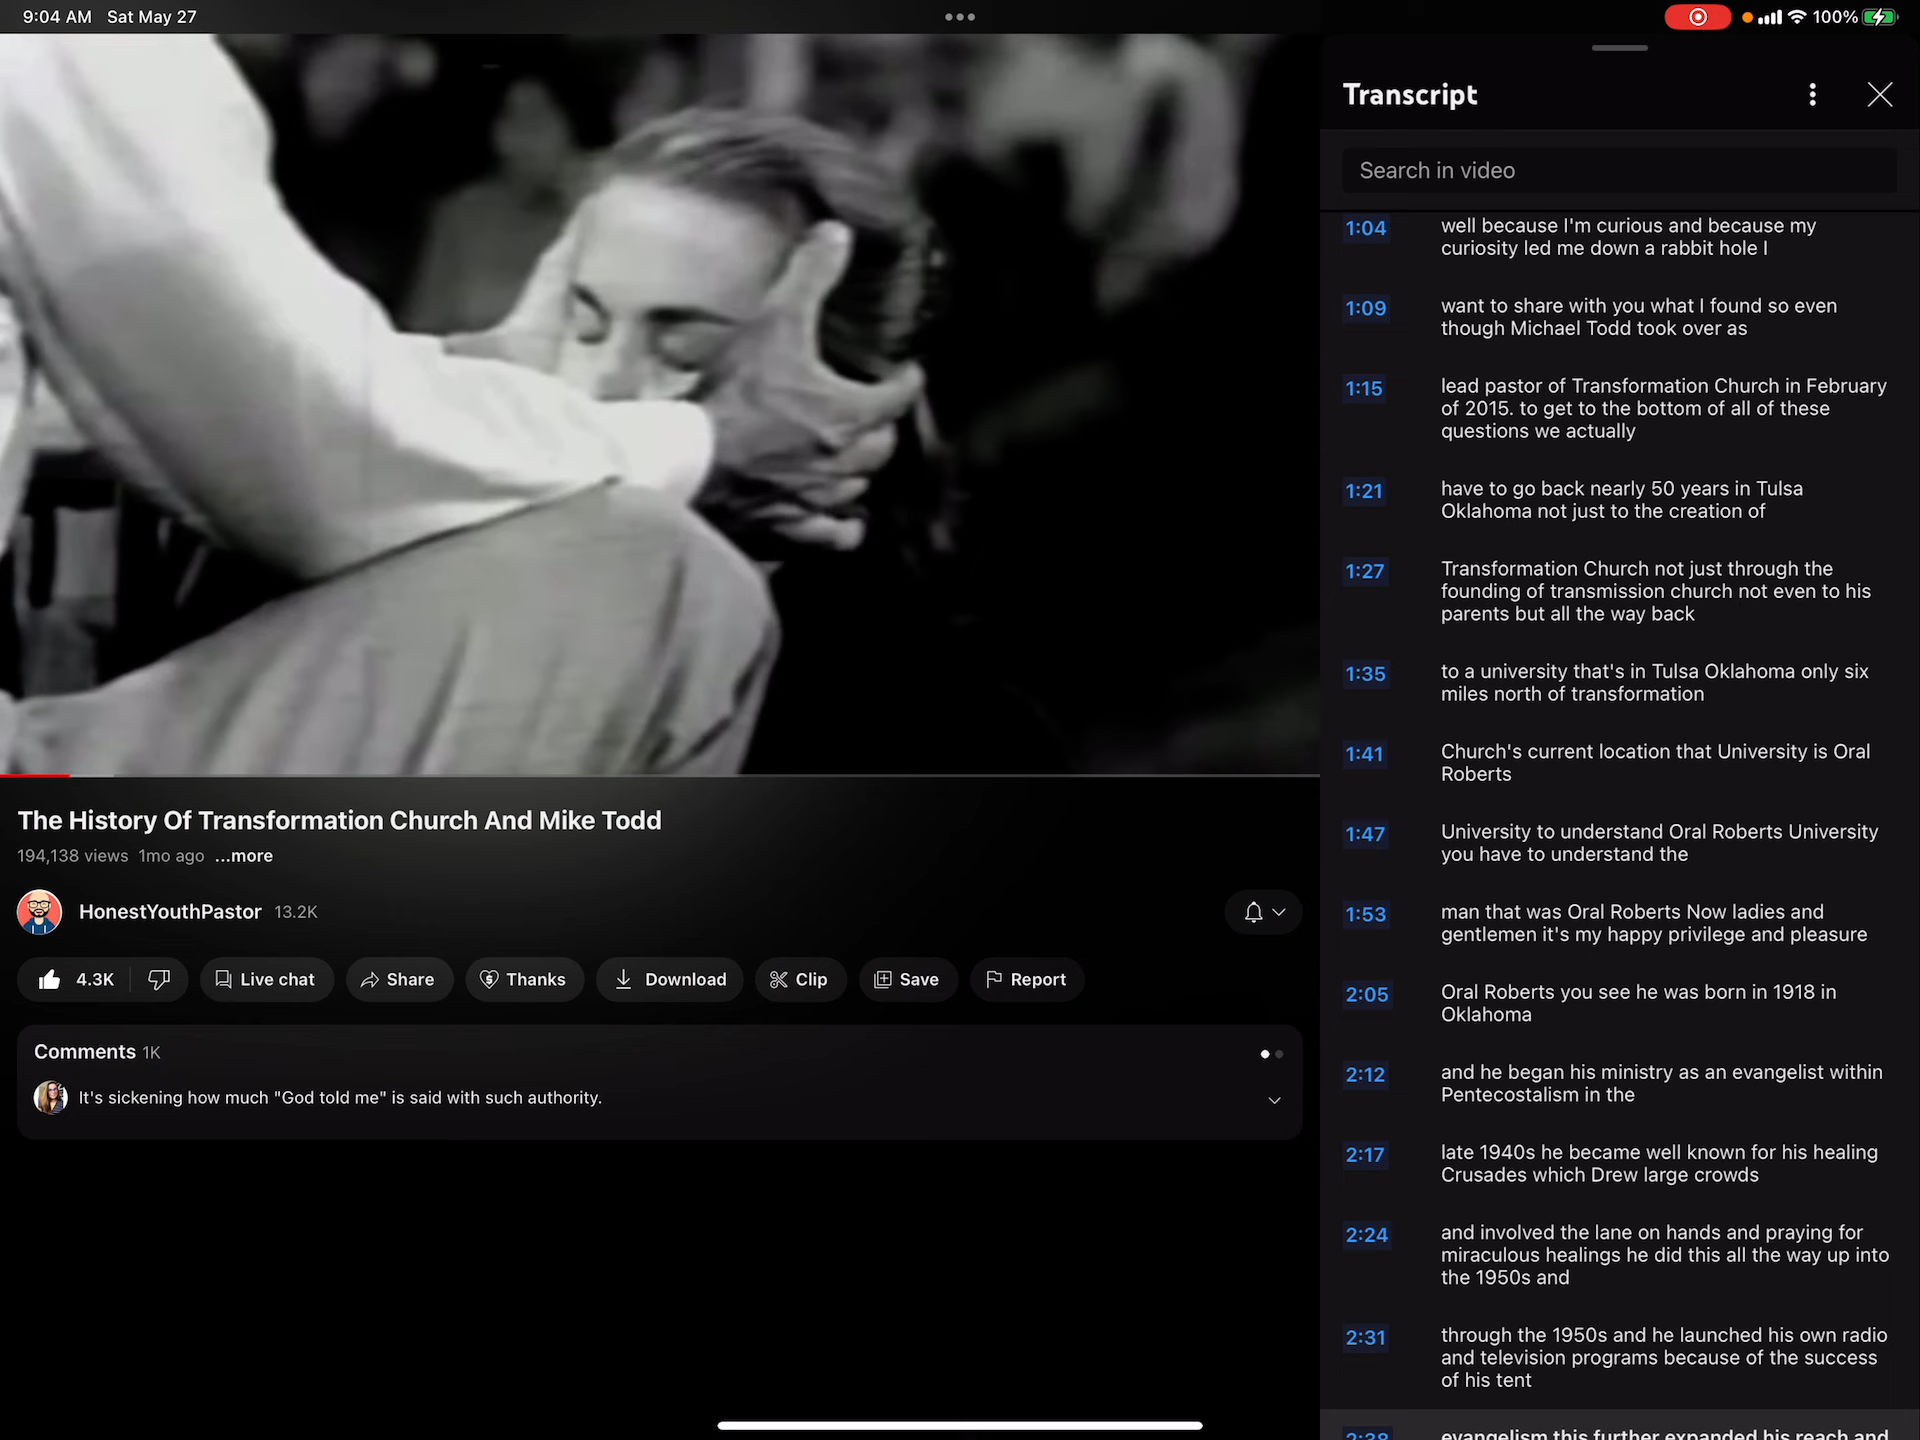 9:04 AM Sat May 27
100%
Transcript
Search in video
1:04
well because I'm curious and because my
curiosity led me down a rabbit hole I
1:09
want to share with you what I found so even
though Michael Todd took over as
1:15
lead pastor of Transformation Church in February
of 2015. to get to the bottom of all of these
questions we actually
1:21
have to go back nearly 50 years in Tulsa
Oklahoma not just to the creation of
1:27
Transformation Church not just through the
founding of transmission church not even to his
parents but all the way back
1:35
to a university that's in Tulsa Oklahoma only six
miles north of transformation
1:41
Church's current location that University is Oral
Roberts
1:47
University to understand Oral Roberts University
you have to understand the
1:53
man that was Oral Roberts Now ladies and
gentlemen it's my happy privilege and pleasure
2:05
Oral Roberts you see he was born in 1918 in
Oklahoma
2:12
and he began his ministry as an evangelist within
Pentecostalism in the
2:17
late 1940s he became well known for his healing
Crusades which Drew large crowds
2:24
and involved the lane on hands and praying for
miraculous healings he did this all the way up into
the 1950s and
2:31
through the 1950s and he launched his own radio
and television programs because of the success
of his tent
2:38
evangelism this further expanded his reach and
The History Of Transformation Church And Mike Todd
194,138 views 1mo ago ...more
HonestYouthPastor 13.2K
4.3K
Live chat
Share
Thanks
Download
Clip
Save
Report
Comments 1K
It's sickening how much "God told me" is said with such authority.